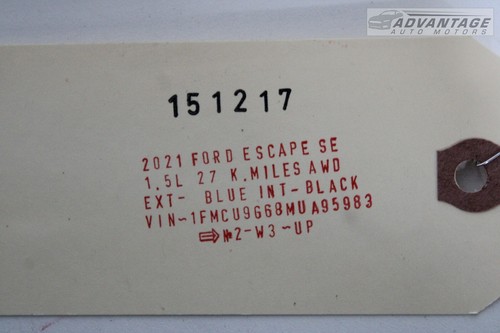 ADVANTAGE
AUTO MOTORS
151217
2021 FORD ESCAPE SE
1.5L 27 K.MILES AWD
EXT- BLUE INT-BLACK
VIN~1FMCU9G68MUA95983
⇨№2-W3~UP